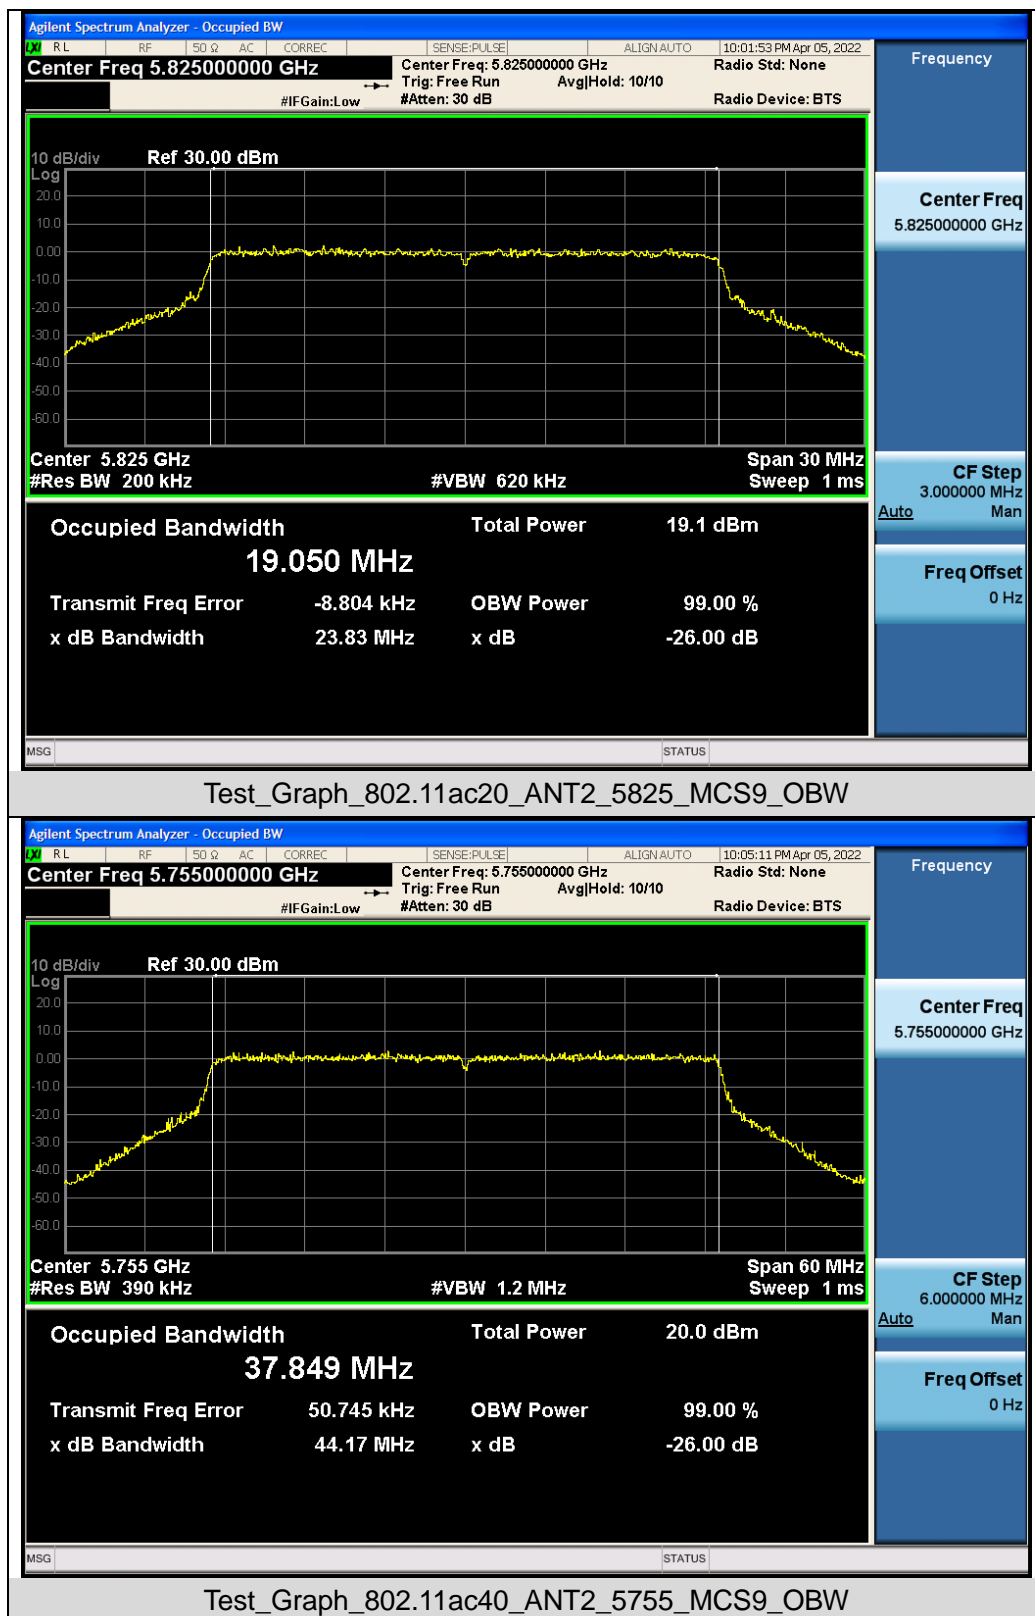 Agilent Spectrum Analyzer - Occupied BW
LXI RL RF 50 Ω AC CORREC SENSE:PULSE ALIGN AUTO 10:01:53 PM Apr 05, 2022
Center Freq 5.825000000 GHz Center Freq: 5.825000000 GHz Radio Std: None
Trig: Free Run Avg|Hold: 10/10
#IFGain:Low #Atten: 30 dB Radio Device: BTS
Frequency
10 dB/div Ref 30.00 dBm
Log
20.0
10.0
0.00
-10.0
-20.0
-30.0
-40.0
-50.0
-60.0
Center 5.825 GHz Span 30 MHz
#Res BW 200 kHz #VBW 620 kHz Sweep 1 ms
Center Freq
5.825000000 GHz
CF Step
3.000000 MHz
Auto Man
Freq Offset
0 Hz
Occupied Bandwidth Total Power 19.1 dBm
19.050 MHz
Transmit Freq Error -8.804 kHz OBW Power 99.00 %
x dB Bandwidth 23.83 MHz x dB -26.00 dB
MSG STATUS
Test_Graph_802.11ac20_ANT2_5825_MCS9_OBW
Agilent Spectrum Analyzer - Occupied BW
LXI RL RF 50 Ω AC CORREC SENSE:PULSE ALIGN AUTO 10:05:11 PM Apr 05, 2022
Center Freq 5.755000000 GHz Center Freq: 5.755000000 GHz Radio Std: None
Trig: Free Run Avg|Hold: 10/10
#IFGain:Low #Atten: 30 dB Radio Device: BTS
Frequency
10 dB/div Ref 30.00 dBm
Log
20.0
10.0
0.00
-10.0
-20.0
-30.0
-40.0
-50.0
-60.0
Center 5.755 GHz Span 60 MHz
#Res BW 390 kHz #VBW 1.2 MHz Sweep 1 ms
Center Freq
5.755000000 GHz
CF Step
6.000000 MHz
Auto Man
Freq Offset
0 Hz
Occupied Bandwidth Total Power 20.0 dBm
37.849 MHz
Transmit Freq Error 50.745 kHz OBW Power 99.00 %
x dB Bandwidth 44.17 MHz x dB -26.00 dB
MSG STATUS
Test_Graph_802.11ac40_ANT2_5755_MCS9_OBW